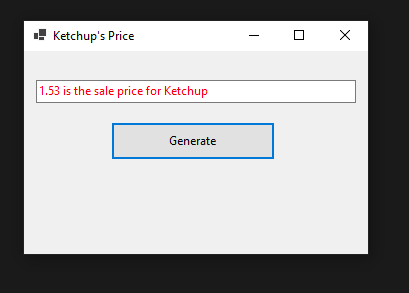 Ketchup's Price
1.53 is the sale price for Ketchup
Generate